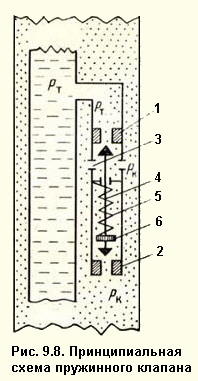 pт
pт
1
3
pк
4
5
6
2
pк
Рис. 9.8. Принципиальная
схема пружинного клапана